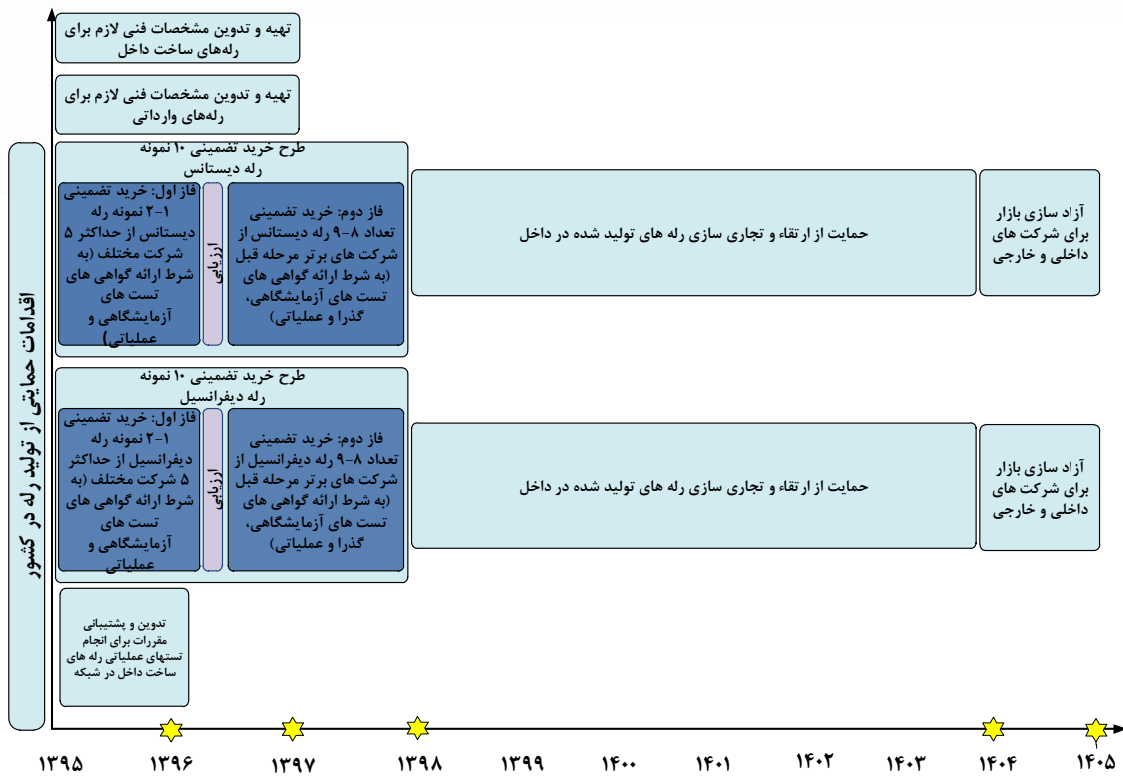 تهیه و تدوین مشخصات فنی لازم برای
رله‌های ساخت داخل
تهیه و تدوین مشخصات فنی لازم برای
رله‌های وارداتی
اقدامات حمایتی از تولید رله در کشور
طرح خرید تضمینی ۱۰ نمونه
رله دیستانس
فاز اول: خرید تضمینی
۲-۱ نمونه رله
دیستانس از حداکثر ۵
شرکت مختلف (به
شرط ارائه گواهی های
تست های
آزمایشگاهی و
عملیاتی)
ارزیابی
فاز دوم: خرید تضمینی
تعداد ۸-۹ رله دیستانس از
شرکت های برتر مرحله قبل
(به شرط ارائه گواهی های
تست های آزمایشگاهی،
گذرا و عملیاتی)
حمایت از ارتقاء و تجاری سازی رله های تولید شده در داخل
آزاد سازی بازار
برای شرکت های
داخلی و خارجی
طرح خرید تضمینی ۱۰ نمونه
رله دیفرانسیل
فاز اول: خرید تضمینی
۲-۱ نمونه رله
دیفرانسیل از حداکثر
۵ شرکت مختلف (به
شرط ارائه گواهی های
تست های
آزمایشگاهی و
عملیاتی
ارزیابی
فاز دوم: خرید تضمینی
تعداد ۸-۹ رله دیفرانسیل از
شرکت های برتر مرحله قبل
(به شرط ارائه گواهی های
تست های آزمایشگاهی،
گذرا و عملیاتی)
حمایت از ارتقاء و تجاری سازی رله های تولید شده در داخل
آزاد سازی بازار
برای شرکت های
داخلی و خارجی
تدوین و پشتیبانی
مقررات برای انجام
تستهای عملیاتی رله های
ساخت داخل در شبکه
۱۳۹۵ ۱۳۹۶ ۱۳۹۷ ۱۳۹۸ ۱۳۹۹ ۱۴۰۰ ۱۴۰۱ ۱۴۰۲ ۱۴۰۳ ۱۴۰۴ ۱۴۰۵